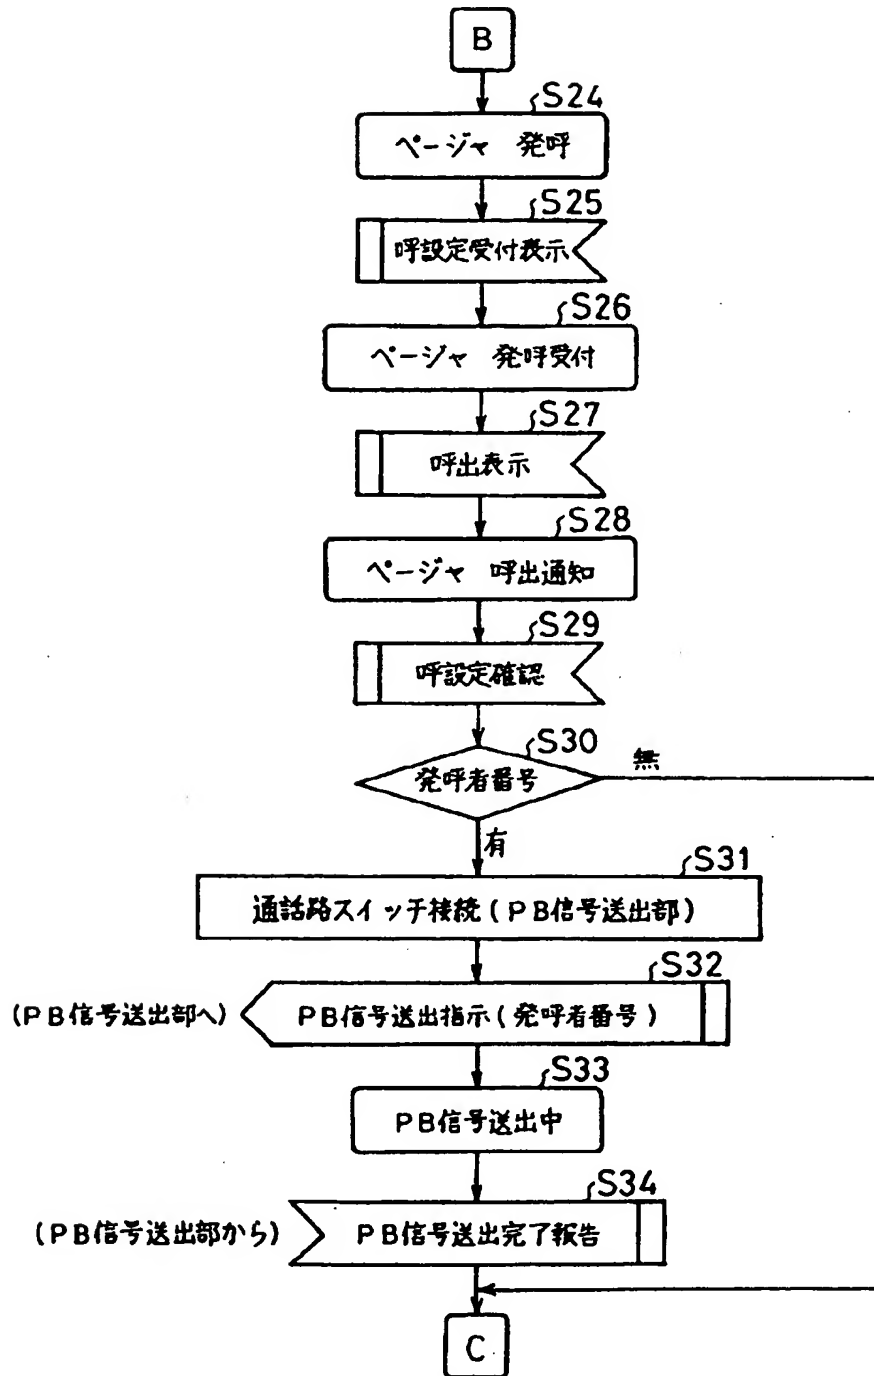 B
S24
ページャ 発呼
S25
呼設定受付表示
S26
ページャ 発呼受付
S27
呼出表示
S28
ページャ 呼出通知
S29
呼設定確認
S30
発呼者番号
無
有
S31
通話路スイッチ接続(PB信号送出部)
S32
(PB信号送出部へ)
PB信号送出指示(発呼者番号)
S33
PB信号送出中
S34
(PB信号送出部から)
PB信号送出完了報告
C